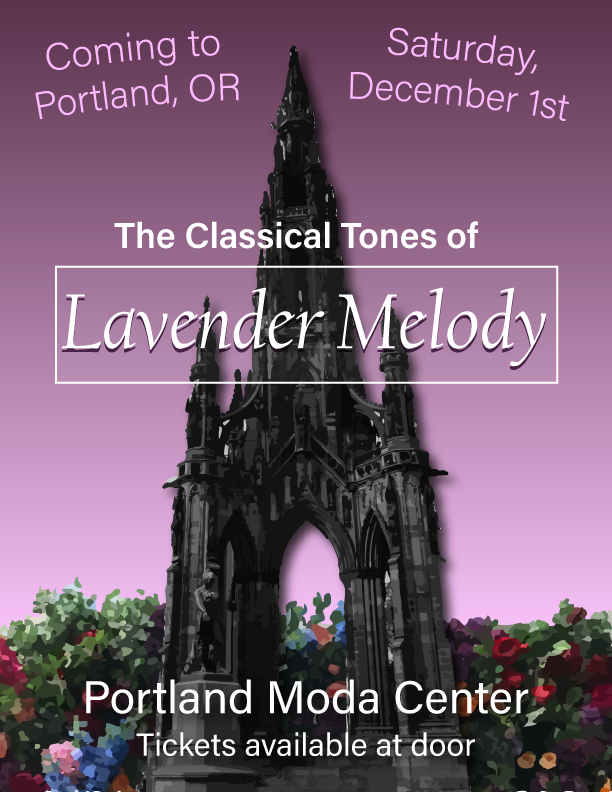 Coming to
Portland, OR
Saturday,
December 1st
The Classical Tones of
Lavender Melody
Portland Moda Center
Tickets available at door